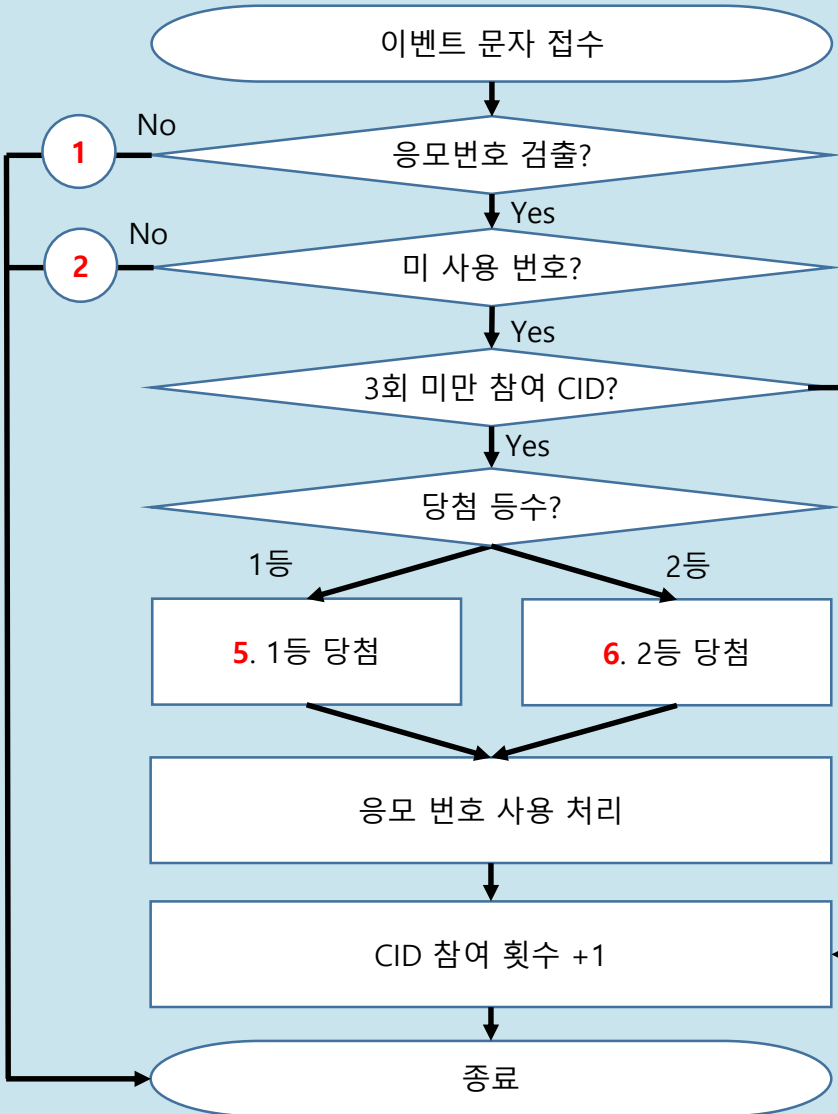 이벤트 문자 접수
No
1
응모번호 검출?
Yes
No
2
미 사용 번호?
Yes
3회 미만 참여 CID?
Yes
당첨 등수?
1등
2등
5. 1등 당첨
6. 2등 당첨
응모 번호 사용 처리
CID 참여 횟수 +1
종료